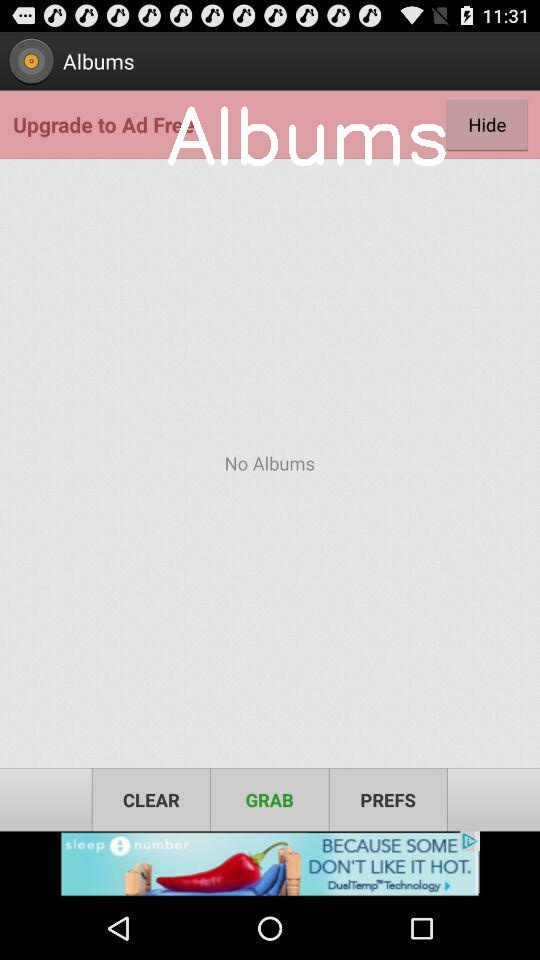 11:31
Albums
Upgrade to Ad Free
Albums
Hide
No Albums
CLEAR GRAB PREFS
sleep number
BECAUSE SOME
DON'T LIKE IT HOT.
DualTemp™ Technology